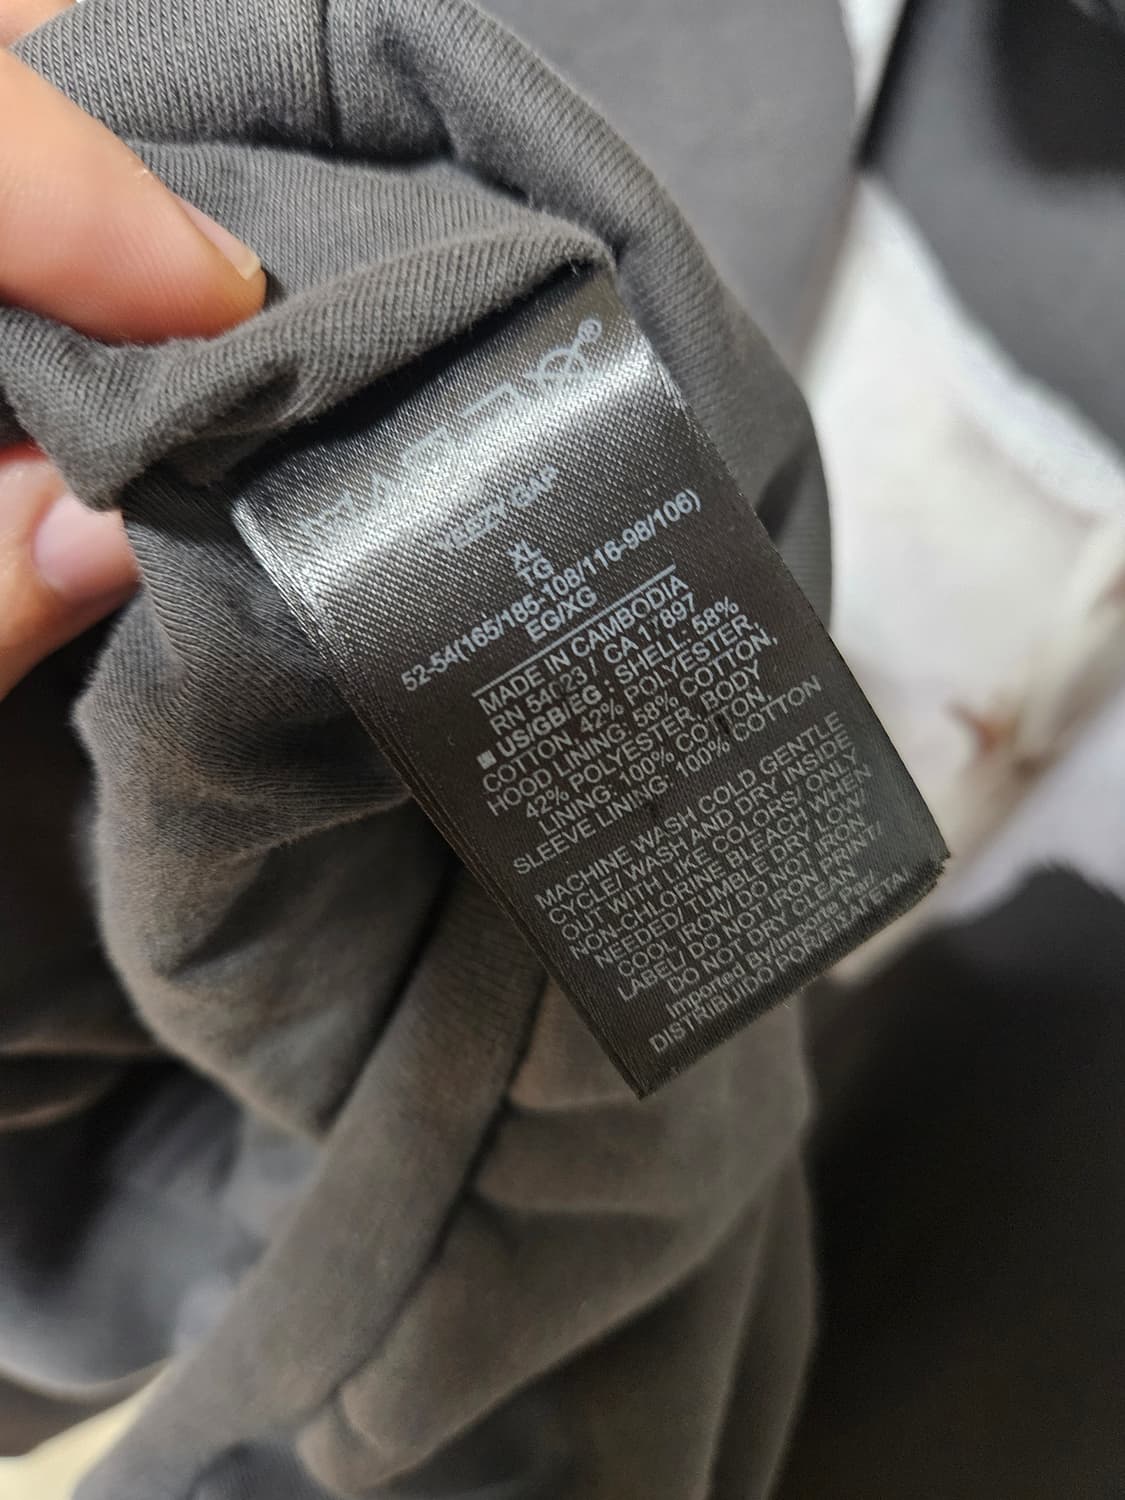 YEEZY GAP
XL
TG
52-54(165/185-108/116-98/106)
EG/XG
MADE IN CAMBODIA
RN 54023 / CA 17897
US/GB/EG : SHELL: 58%
COTTON, 42% POLYESTER,
HOOD LINING: 58% COTTON,
42% POLYESTER, BODY
LINING: 100% COTTON,
SLEEVE LINING: 100% COTTON
MACHINE WASH COLD GENTLE
CYCLE/ WASH AND DRY INSIDE
OUT WITH LIKE COLORS/ ONLY
NON-CHLORINE BLEACH WHEN
NEEDED/ TUMBLE DRY LOW/
COOL IRON/ DO NOT IRON
LABEL/ DO NOT IRON PRINT/
DO NOT DRY CLEAN
Imported By/Importe Par/
DISTRIBUIDO POR/ETIKETA/